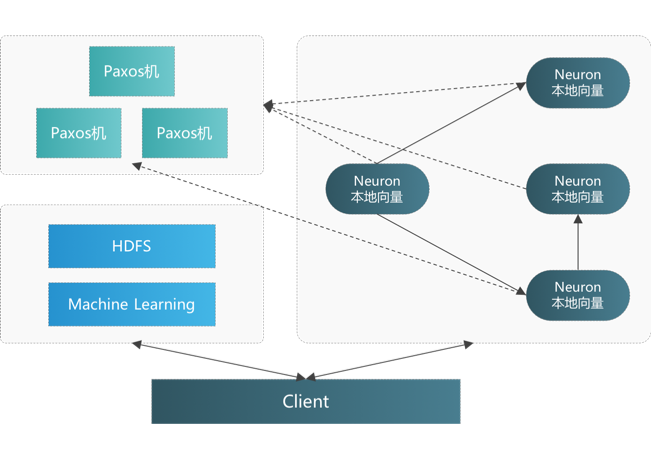 Paxos机
Paxos机
Paxos机
HDFS
Machine Learning
Neuron
本地向量
Neuron
本地向量
Neuron
本地向量
Neuron
本地向量
Client